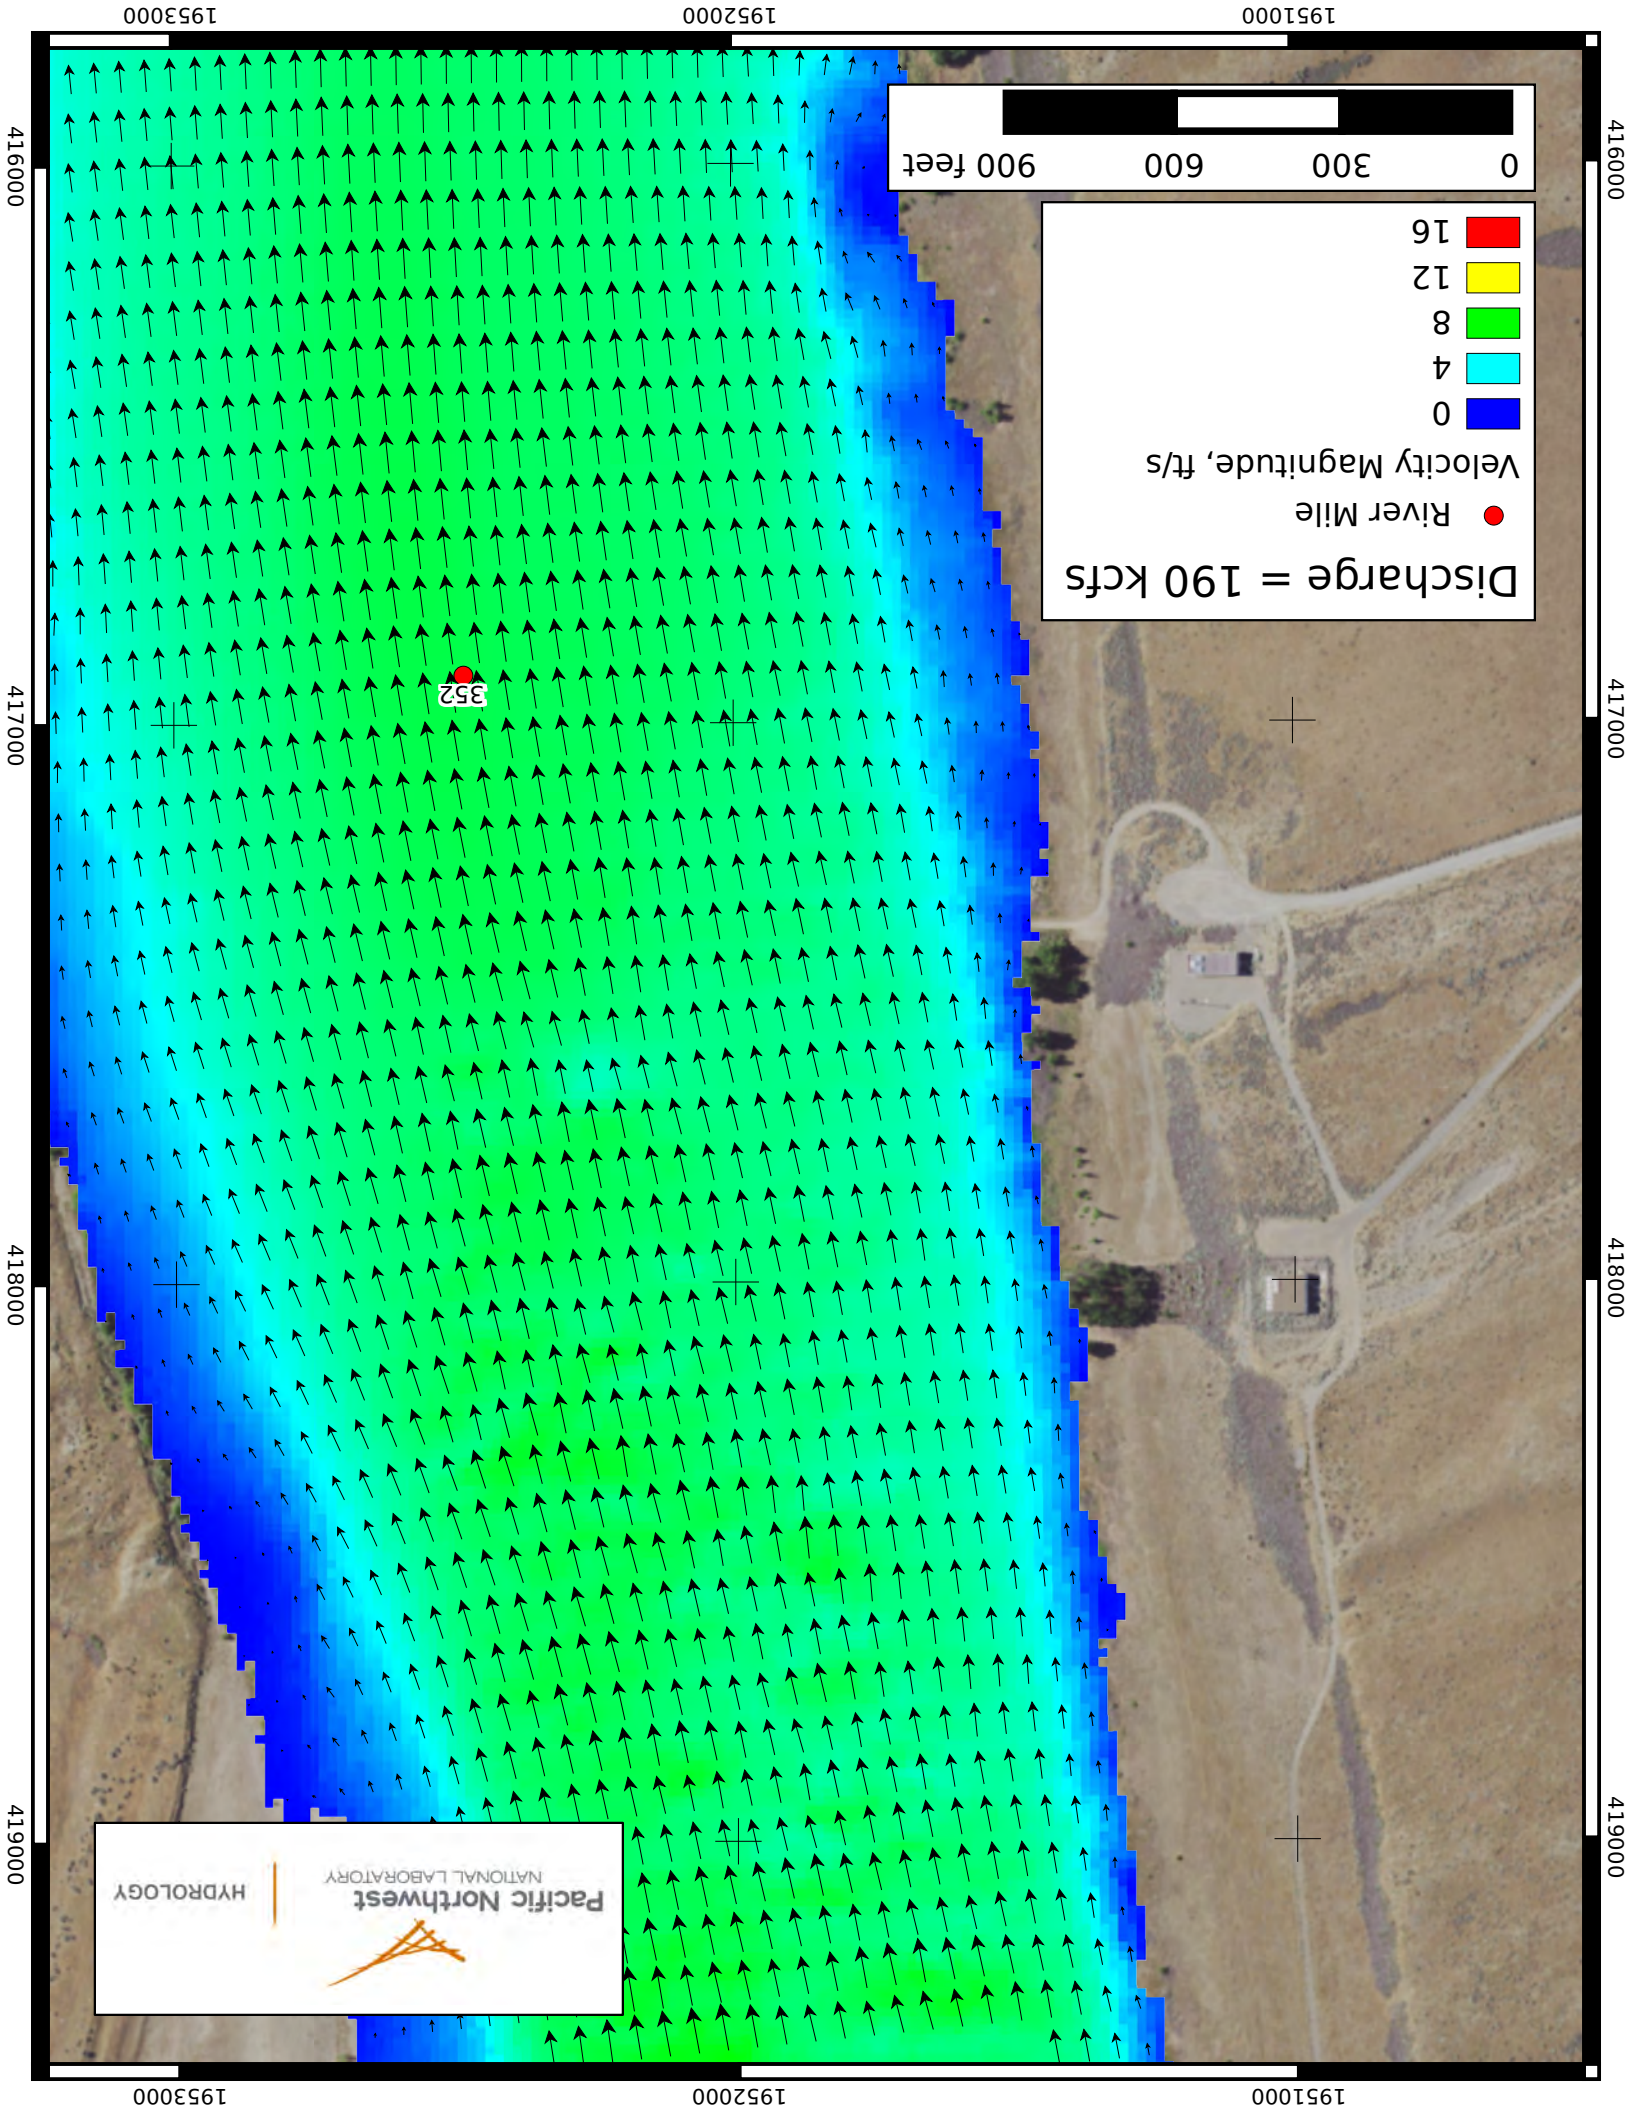 1951000
1952000
1953000
419000
419000
Pacific Northwest
NATIONAL LABORATORY
HYDROLOGY
418000
418000
417000
417000
352
Discharge = 190 kcfs
River Mile
Velocity Magnitude, ft/s
0
4
8
12
16
0 300 600 900 feet
416000
416000
1951000
1952000
1953000